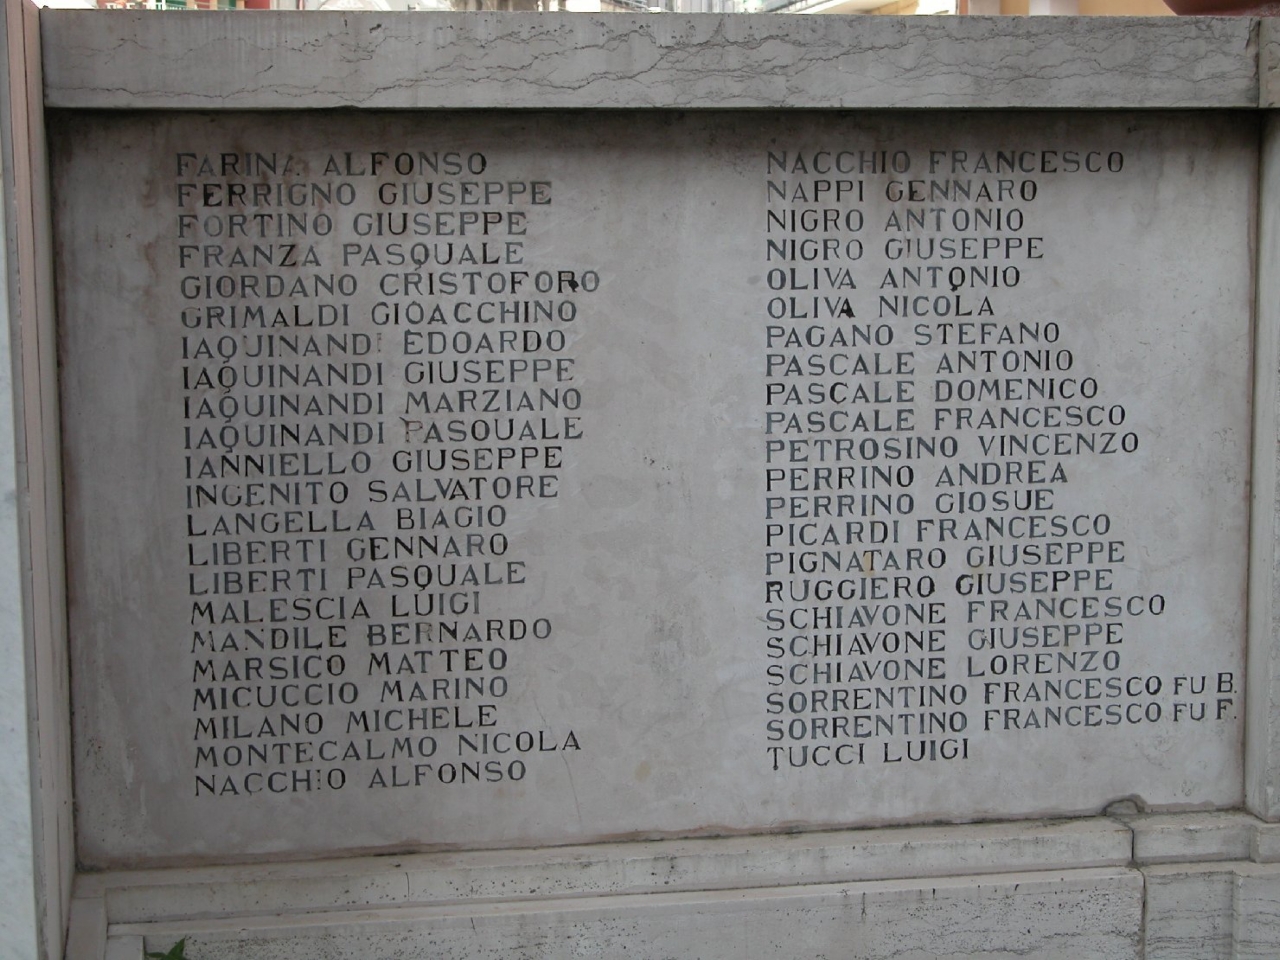 FARINA ALFONSO
FERRIGNO GIUSEPPE
FORTINO GIUSEPPE
FRANZA PASQUALE
GIORDANO CRISTOFORO
GRIMALDI GIOACCHINO
IAQUINANDI EDOARDO
IAQUINANDI GIUSEPPE
IAQUINANDI MARZIANO
IAQUINANDI PASQUALE
IANNIELLO GIUSEPPE
INGENITO SALVATORE
LANGELLA BIAGIO
LIBERTI GENNARO
LIBERTI PASQUALE
MALESCIA LUIGI
MANDILE BERNARDO
MARSICO MATTEO
MICUCCIO MARINO
MILANO MICHELE
MONTECALMO NICOLA
NACCHIO ALFONSO
NACCHIO FRANCESCO
NAPPI GENNARO
NIGRO ANTONIO
NIGRO GIUSEPPE
OLIVA ANTONIO
OLIVA NICOLA
PAGANO STEFANO
PASCALE ANTONIO
PASCALE DOMENICO
PASCALE FRANCESCO
PETROSINO VINCENZO
PERRINO ANDREA
PERRINO GIOSUE
PICARDI FRANCESCO
PIGNATARO GIUSEPPE
RUGGIERO GIUSEPPE
SCHIAVONE FRANCESCO
SCHIAVONE GIUSEPPE
SCHIAVONE LORENZO
SORRENTINO FRANCESCO FU B.
SORRENTINO FRANCESCO FU F.
TUCCI LUIGI